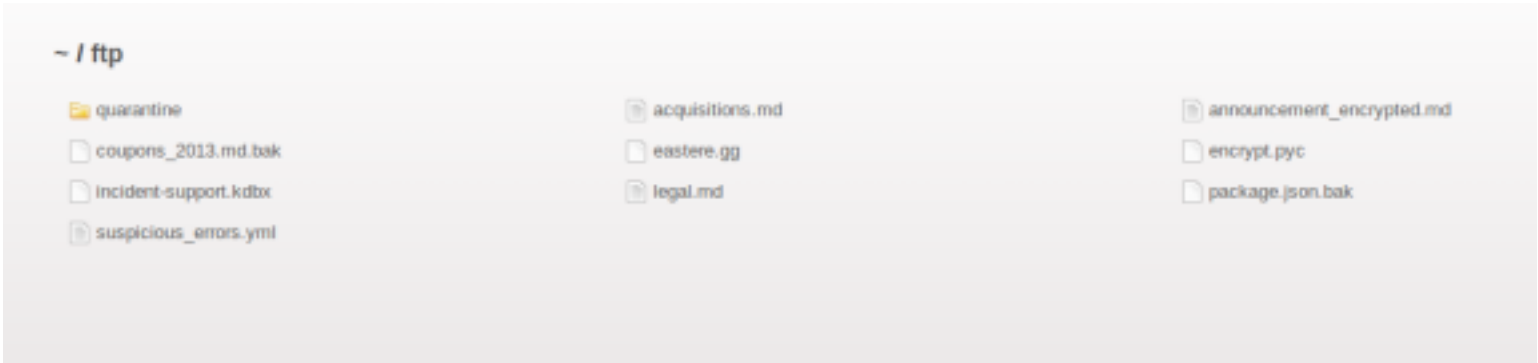 ~ / ftp
quarantine acquisitions.md announcement_encrypted.md
coupons_2013.md.bak eastere.gg encrypt.pyc
incident-support.kdbx legal.md package.json.bak
suspicious_errors.yml